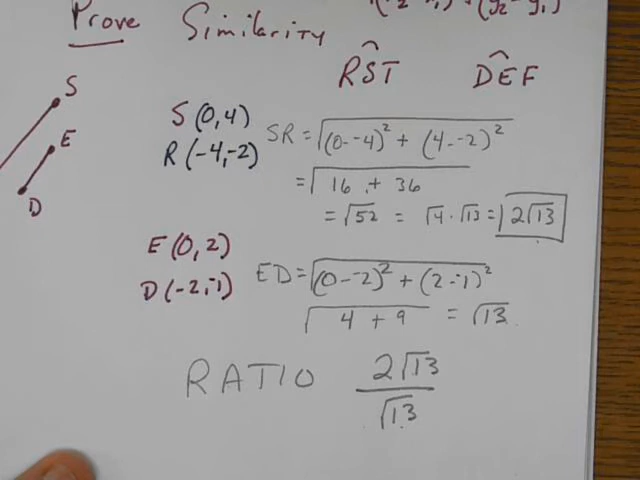 Prove Similarity
RST DEF
S
E
D
S (0,4)
R (-4,-2)
SR = √(0--4)² + (4--2)²
= √16 + 36
= √52 = √4 · √13 = 2√13
E (0,2)
D (-2,-1)
ED = √(0--2)² + (2--1)²
√4 + 9 = √13
RATIO 2√13
√13